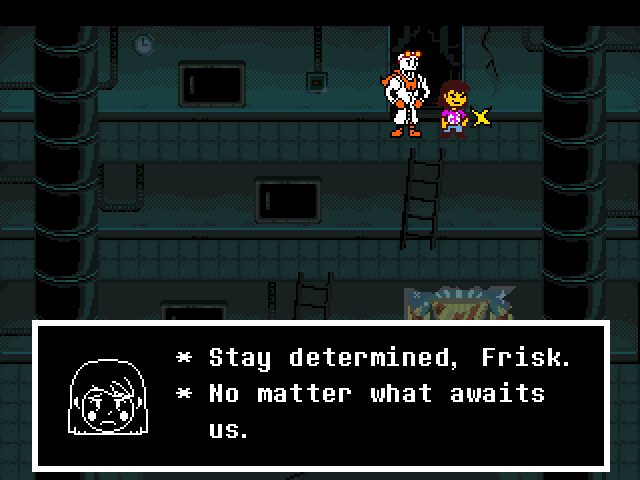 * Stay determined, Frisk.
* No matter what awaits
us.